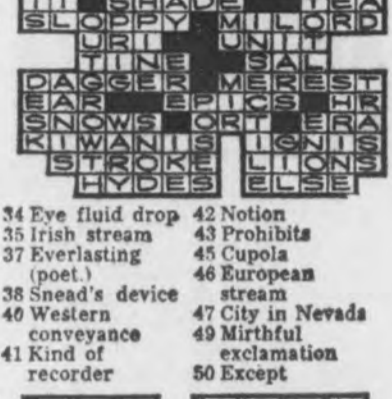 SHADE TEA
SLOPPY MILORD
URI UNIT
TINE SAL
DAGGER MEREST
EAR EPICS HR
SNOWS ORT ERA
KIWANIS IGNIS
STROKE LIONS
HYDES ELSE
34 Eye fluid drop
35 Irish stream
37 Everlasting
(poet.)
38 Snead's device
40 Western
conveyance
41 Kind of
recorder
42 Notion
43 Prohibits
45 Cupola
46 European
stream
47 City in Nevada
49 Mirthful
exclamation
50 Except